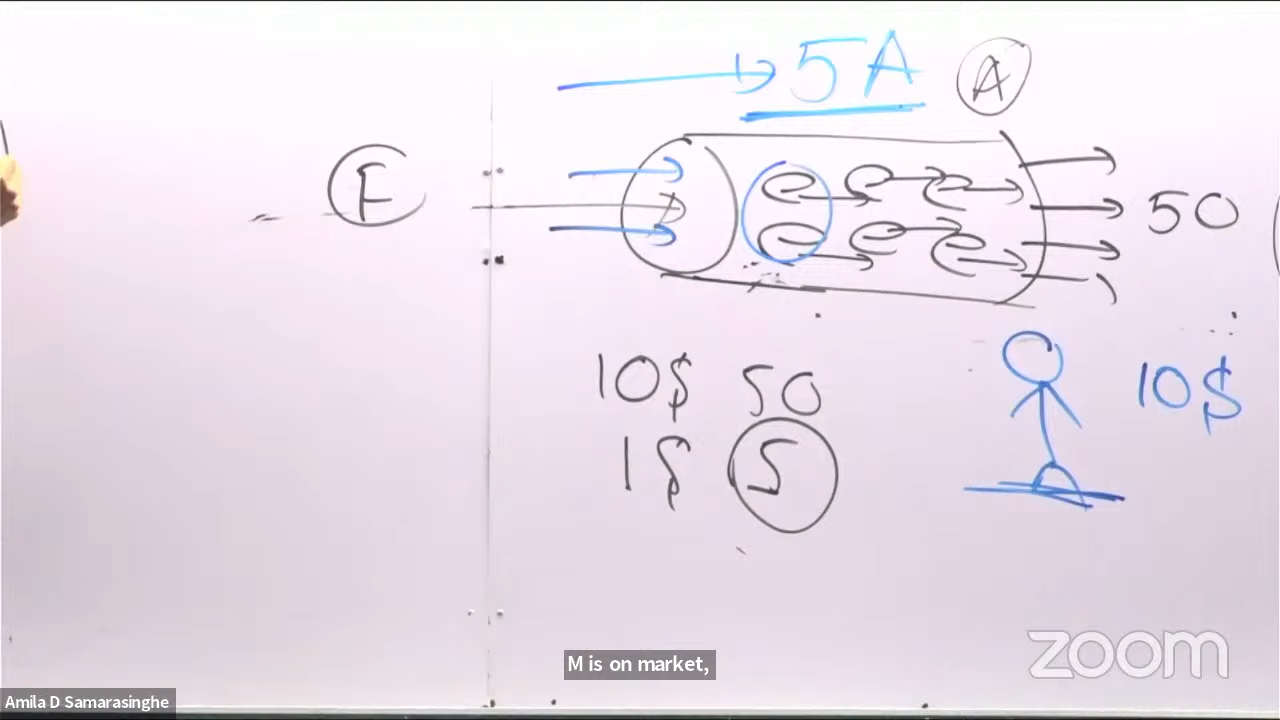 5A
A
E
50
10$ 50
1$ 5
10$
M is on market,
zoom
Amila D Samarasinghe